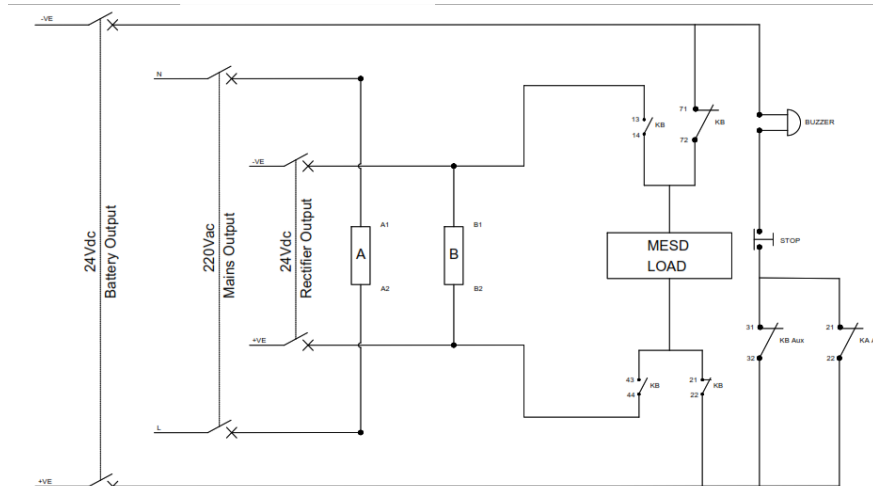 -VE
N
-VE
24Vdc
Battery Output
220Vac
Mains Output
24Vdc
Rectifier Output
+VE
L
+VE
A1
A
A2
B1
B
B2
13
14
KB
71
72
KB
BUZZER
MESD
LOAD
STOP
43
44
KB
21
22
KB
31
32
KB Aux
21
22
KA A